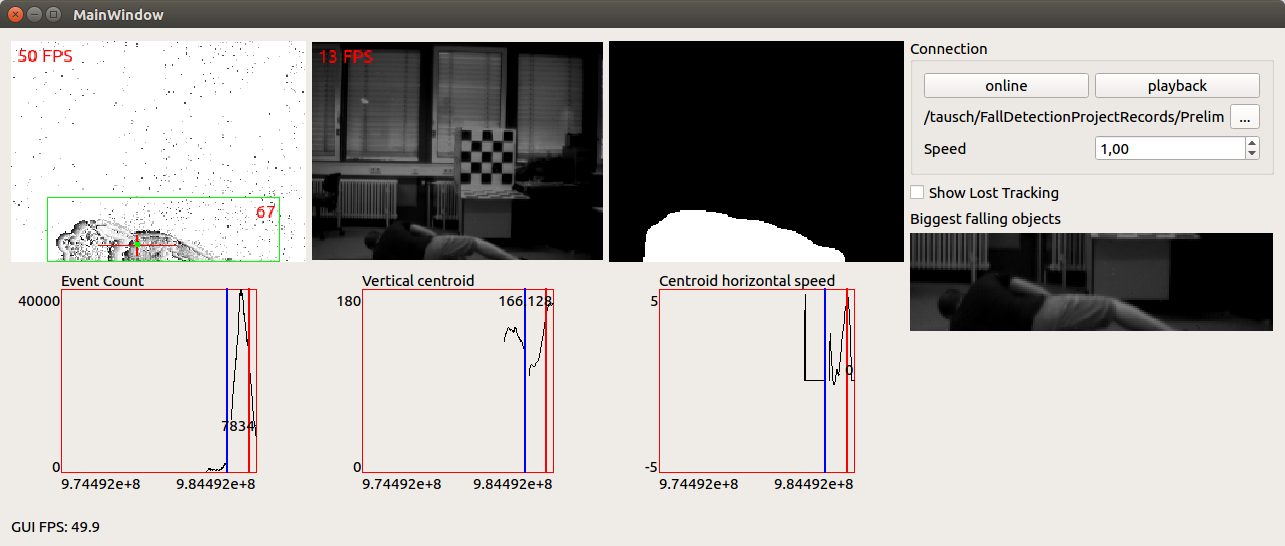 MainWindow
50 FPS
13 FPS
67
Connection
online
playback
/tausch/FallDetectionProjectRecords/Prelim
...
Speed
1,00
Show Lost Tracking
Biggest falling objects
Event Count
40000
7834
0
9.74492e+8
9.84492e+8
Vertical centroid
180
166.128
0
9.74492e+8
9.84492e+8
Centroid horizontal speed
5
0
-5
9.74492e+8
9.84492e+8
GUI FPS: 49.9